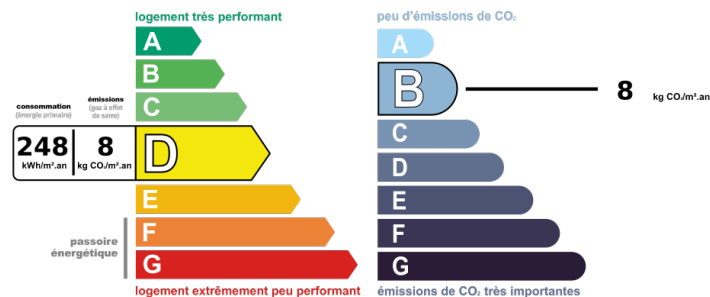 logement très performant
A
B
C
consommation
(énergie primaire)
émissions
(gaz à effet
de serre)
248
kWh/m².an
8
kg CO₂/m².an
D
E
F
G
passoire
énergétique
logement extrêmement peu performant
peu d'émissions de CO₂
A
B
8
kg CO₂/m².an
C
D
E
F
G
émissions de CO₂ très importantes